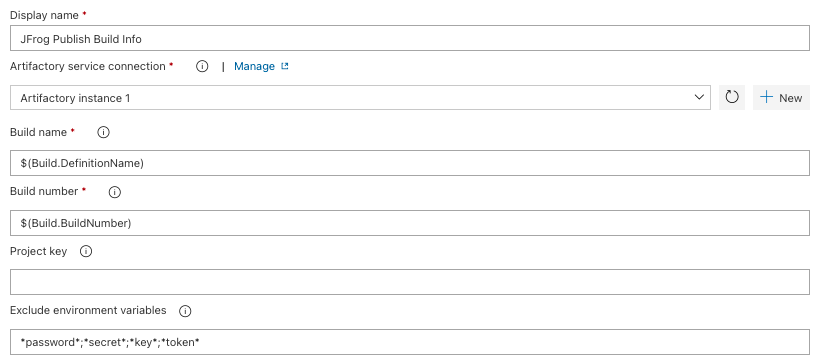 Display name *
JFrog Publish Build Info
Artifactory service connection * | Manage
Artifactory instance 1 New
Build name *
$(Build.DefinitionName)
Build number *
$(Build.BuildNumber)
Project key
Exclude environment variables
*password*;*secret*;*key*;*token*